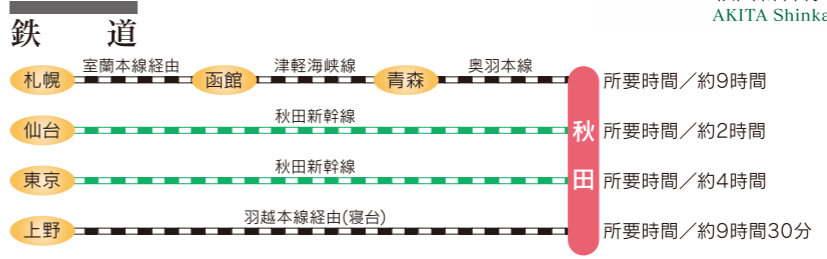 AKITA Shinka
鉄 道
札幌 室蘭本線経由 函館 津軽海峡線 青森 奥羽本線 所要時間／約9時間
仙台 秋田新幹線 所要時間／約2時間
東京 秋田新幹線 所要時間／約4時間
上野 羽越本線経由(寝台) 所要時間／約9時間30分
秋田